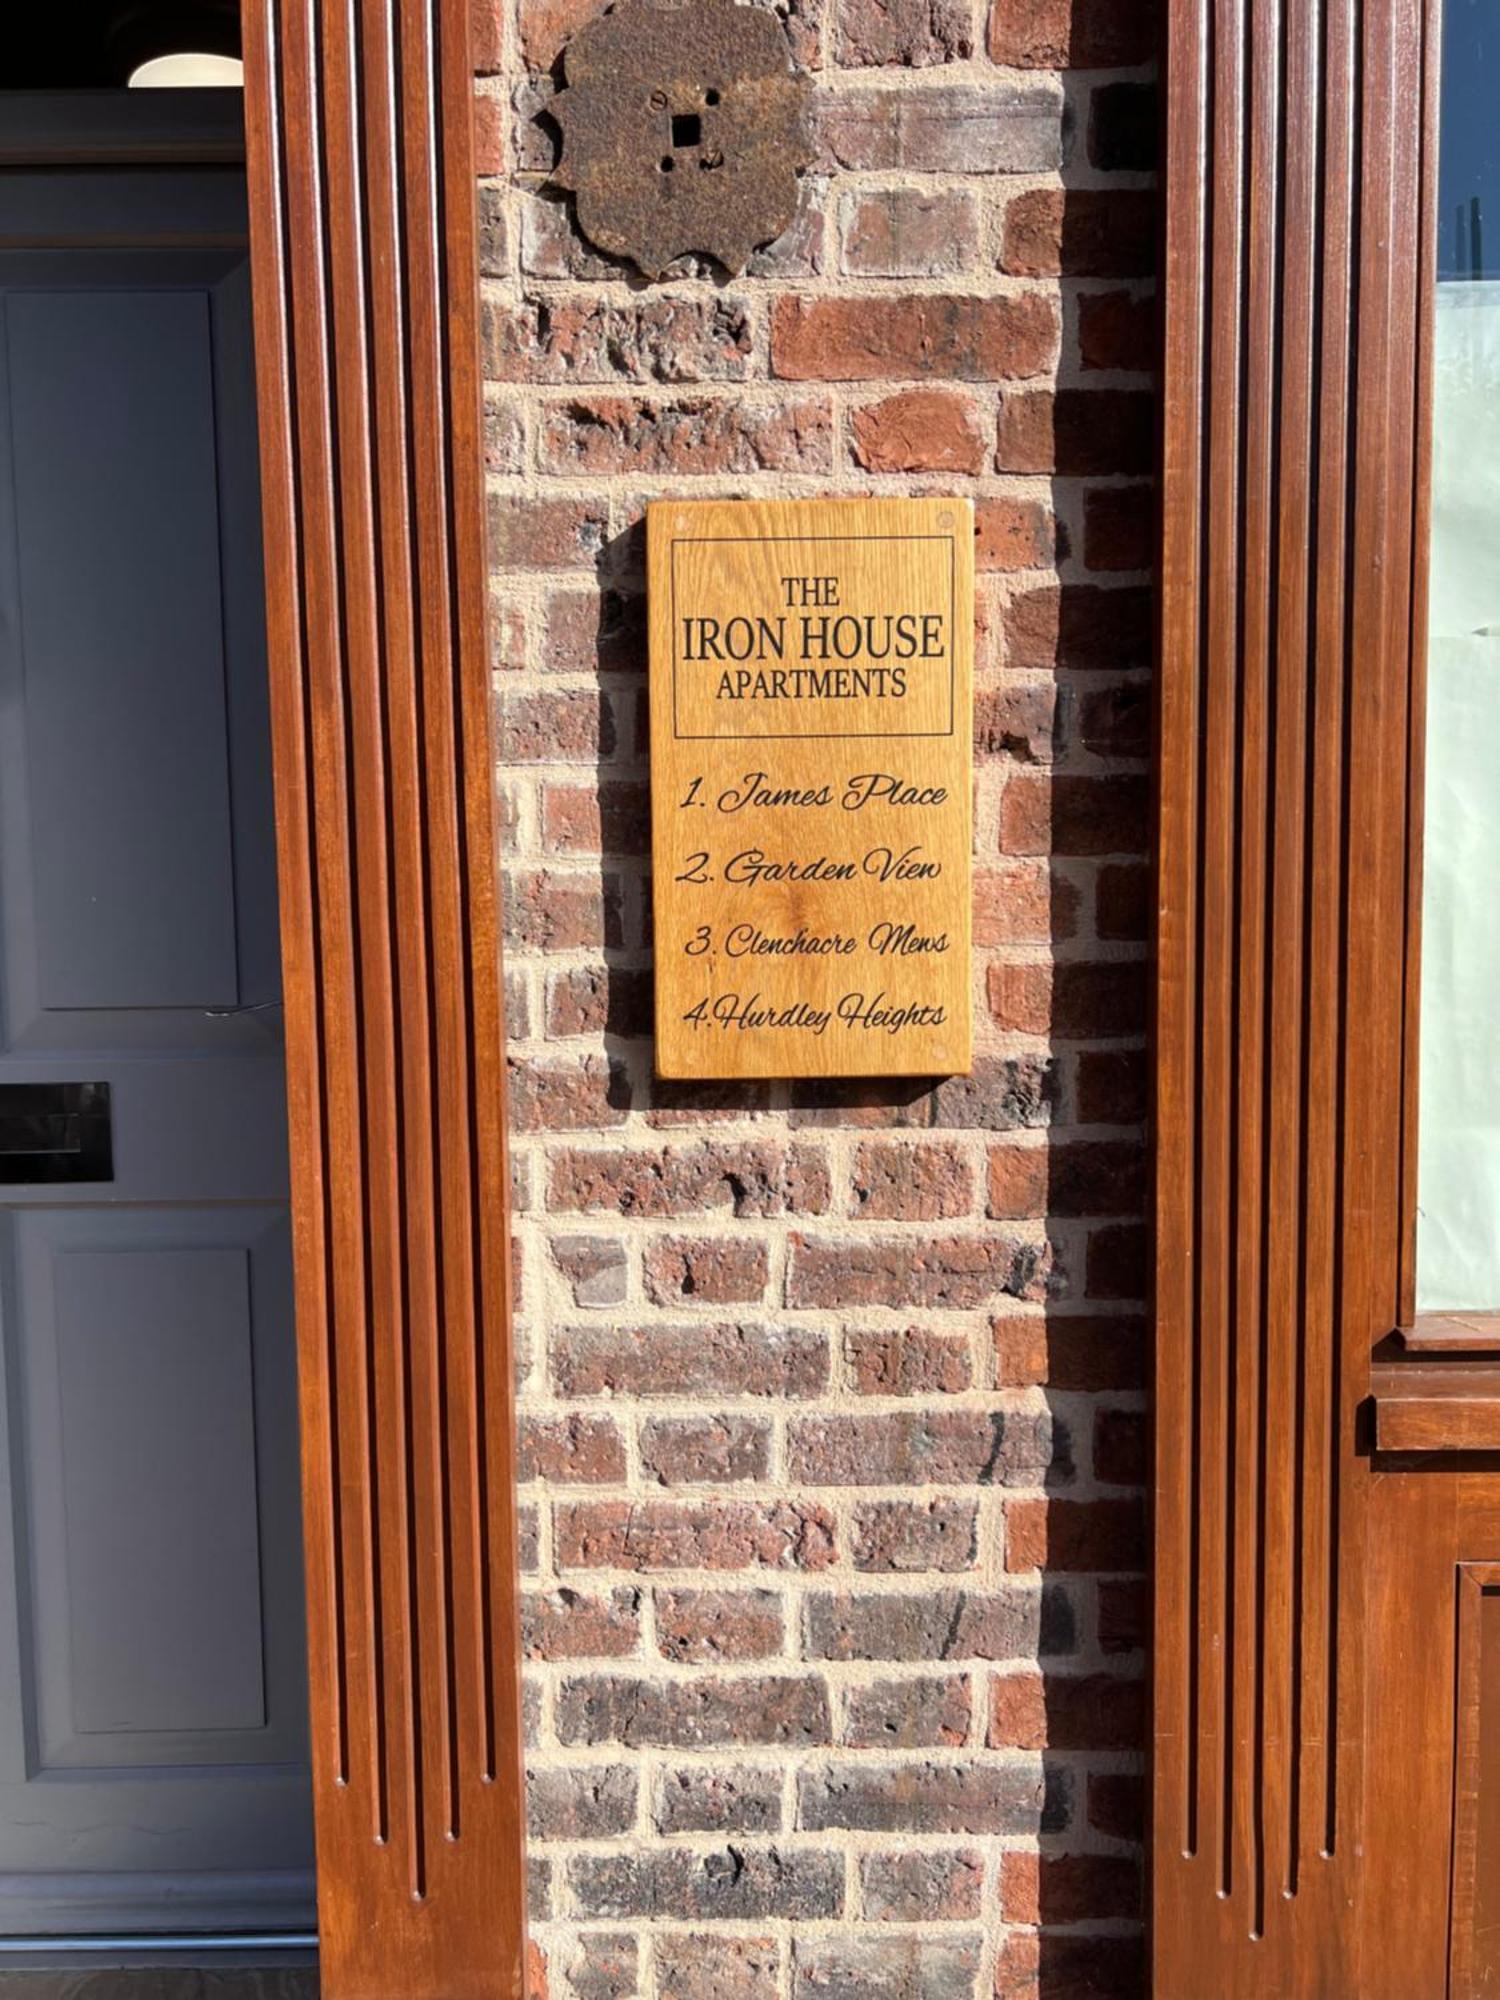 THE
IRON HOUSE
APARTMENTS
1. James Place
2. Garden View
3. Clenchacre Mews
4. Hurdley Heights